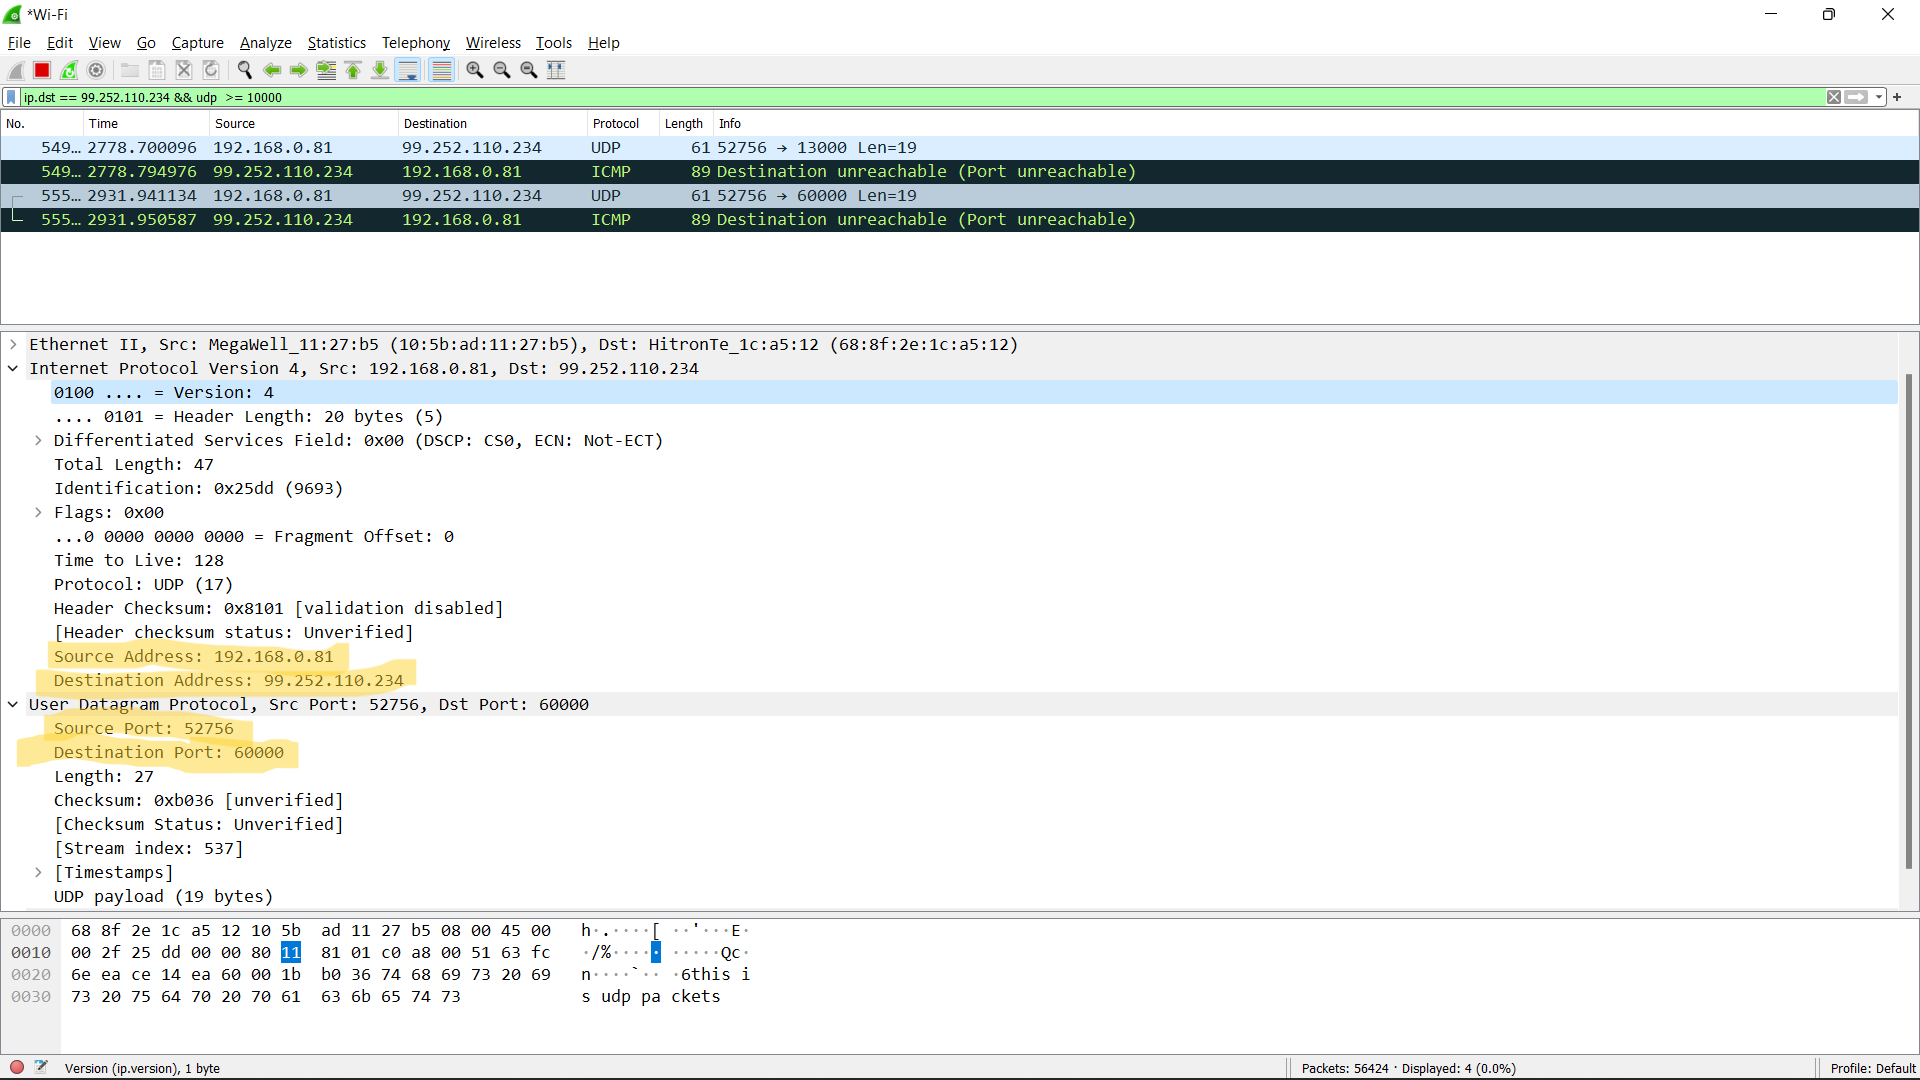 *Wi-Fi
File Edit View Go Capture Analyze Statistics Telephony Wireless Tools Help
ip.dst == 99.252.110.234 && udp >= 10000
No. Time Source Destination Protocol Length Info
549… 2778.700096 192.168.0.81 99.252.110.234 UDP 61 52756 → 13000 Len=19
549… 2778.794976 99.252.110.234 192.168.0.81 ICMP 89 Destination unreachable (Port unreachable)
555… 2931.941134 192.168.0.81 99.252.110.234 UDP 61 52756 → 60000 Len=19
555… 2931.950587 99.252.110.234 192.168.0.81 ICMP 89 Destination unreachable (Port unreachable)
Ethernet II, Src: MegaWell_11:27:b5 (10:5b:ad:11:27:b5), Dst: HitronTe_1c:a5:12 (68:8f:2e:1c:a5:12)
Internet Protocol Version 4, Src: 192.168.0.81, Dst: 99.252.110.234
0100 .... = Version: 4
.... 0101 = Header Length: 20 bytes (5)
Differentiated Services Field: 0x00 (DSCP: CS0, ECN: Not-ECT)
Total Length: 47
Identification: 0x25dd (9693)
Flags: 0x00
...0 0000 0000 0000 = Fragment Offset: 0
Time to Live: 128
Protocol: UDP (17)
Header Checksum: 0x8101 [validation disabled]
[Header checksum status: Unverified]
Source Address: 192.168.0.81
Destination Address: 99.252.110.234
User Datagram Protocol, Src Port: 52756, Dst Port: 60000
Source Port: 52756
Destination Port: 60000
Length: 27
Checksum: 0xb036 [unverified]
[Checksum Status: Unverified]
[Stream index: 537]
[Timestamps]
UDP payload (19 bytes)
0000 68 8f 2e 1c a5 12 10 5b ad 11 27 b5 08 00 45 00 h·.····[ ··'···E·
0010 00 2f 25 dd 00 00 80 11 81 01 c0 a8 00 51 63 fc ·/%····· ·····Qc·
0020 6e ea ce 14 ea 60 00 1b b0 36 74 68 69 73 20 69 n····`·· ·6this i
0030 73 20 75 64 70 20 70 61 63 6b 65 74 73 s udp pa ckets
Version (ip.version), 1 byte Packets: 56424 · Displayed: 4 (0.0%) Profile: Default